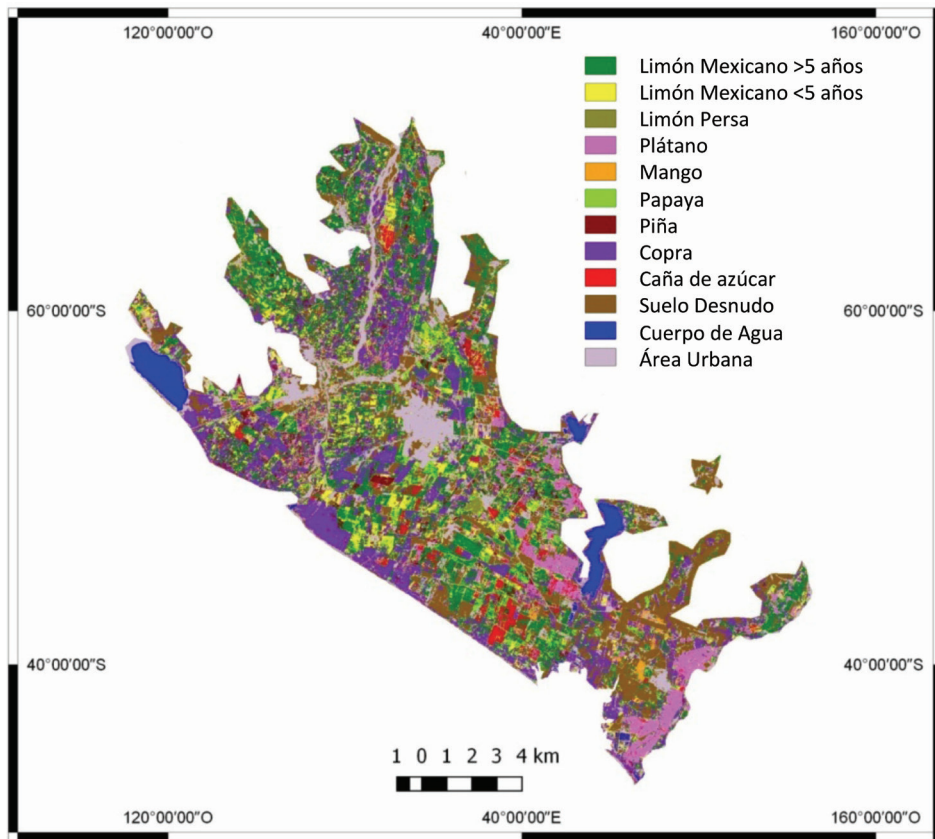 120°00'00"O 40°00'00"E 160°00'00"O
Limón Mexicano >5 años
Limón Mexicano <5 años
Limón Persa
Plátano
Mango
Papaya
Piña
Copra
Caña de azúcar
Suelo Desnudo
Cuerpo de Agua
Área Urbana
60°00'00"S 60°00'00"S
40°00'00"S 40°00'00"S
1 0 1 2 3 4 km
120°00'00"O 40°00'00"E 160°00'00"O